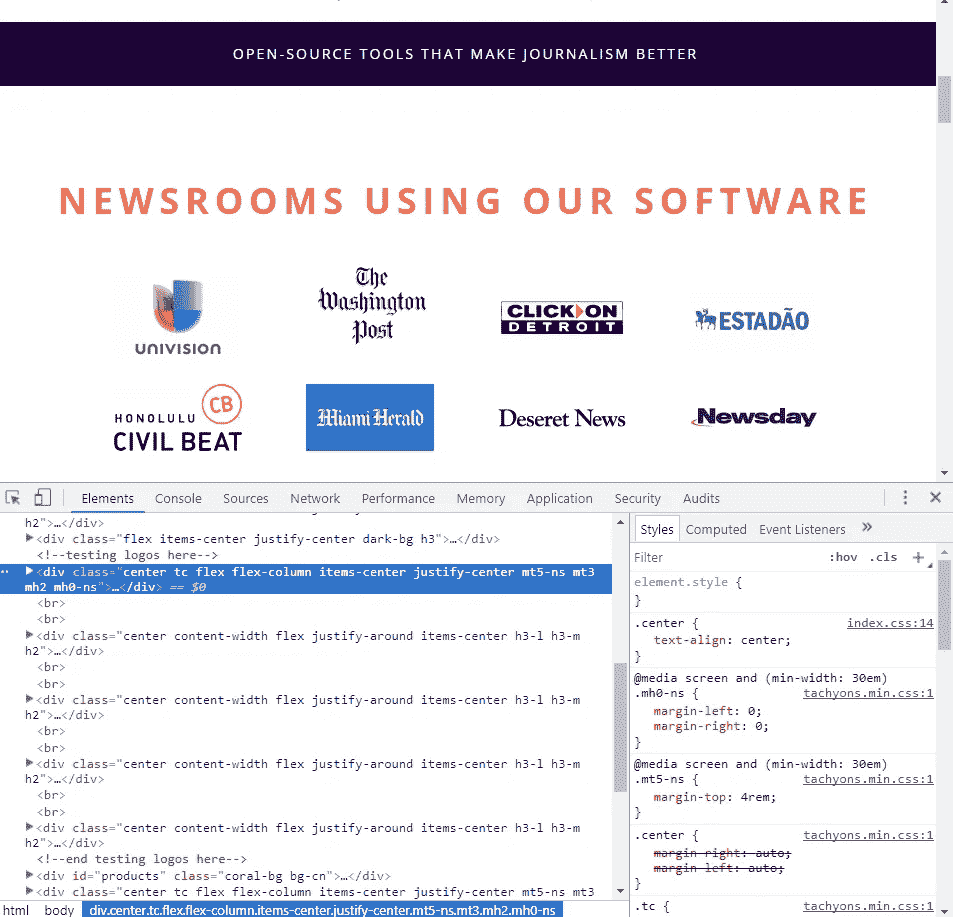 OPEN-SOURCE TOOLS THAT MAKE JOURNALISM BETTER
NEWSROOMS USING OUR SOFTWARE
UNIVISION
The
Washington
Post
CLICK ON
DETROIT
ESTADÃO
HONOLULU CB
CIVIL BEAT
Miami Herald
Deseret News
Newsday
Elements Console Sources Network Performance Memory Application Security Audits
h2">…</div>
<div class="flex items-center justify-center dark-bg h3">…</div>
<!--testing logos here-->
<div class="center tc flex flex-column items-center justify-center mt5-ns mt3
mh2 mh0-ns">…</div> == $0
<br>
<br>
<div class="center content-width flex justify-around items-center h3-l h3-m
h2">…</div>
<br>
<br>
<div class="center content-width flex justify-around items-center h3-l h3-m
h2">…</div>
<br>
<br>
<div class="center content-width flex justify-around items-center h3-l h3-m
h2">…</div>
<br>
<br>
<div class="center content-width flex justify-around items-center h3-l h3-m
h2">…</div>
<!--end testing logos here-->
<div id="products" class="coral-bg bg-cn">…</div>
<div class="center tc flex flex-column items-center justify-center mt5-ns mt3
html body div.center.tc.flex.flex-column.items-center.justify-center.mt5-ns.mt3.mh2.mh0-ns
Styles Computed Event Listeners »
Filter :hov .cls +
element.style {
}
.center { index.css:14
text-align: center;
}
@media screen and (min-width: 30em)
.mh0-ns { tachyons.min.css:1
margin-left: 0;
margin-right: 0;
}
@media screen and (min-width: 30em)
.mt5-ns { tachyons.min.css:1
margin-top: 4rem;
}
.center { tachyons.min.css:1
margin-right: auto;
margin-left: auto;
}
.tc { tachyons.min.css:1